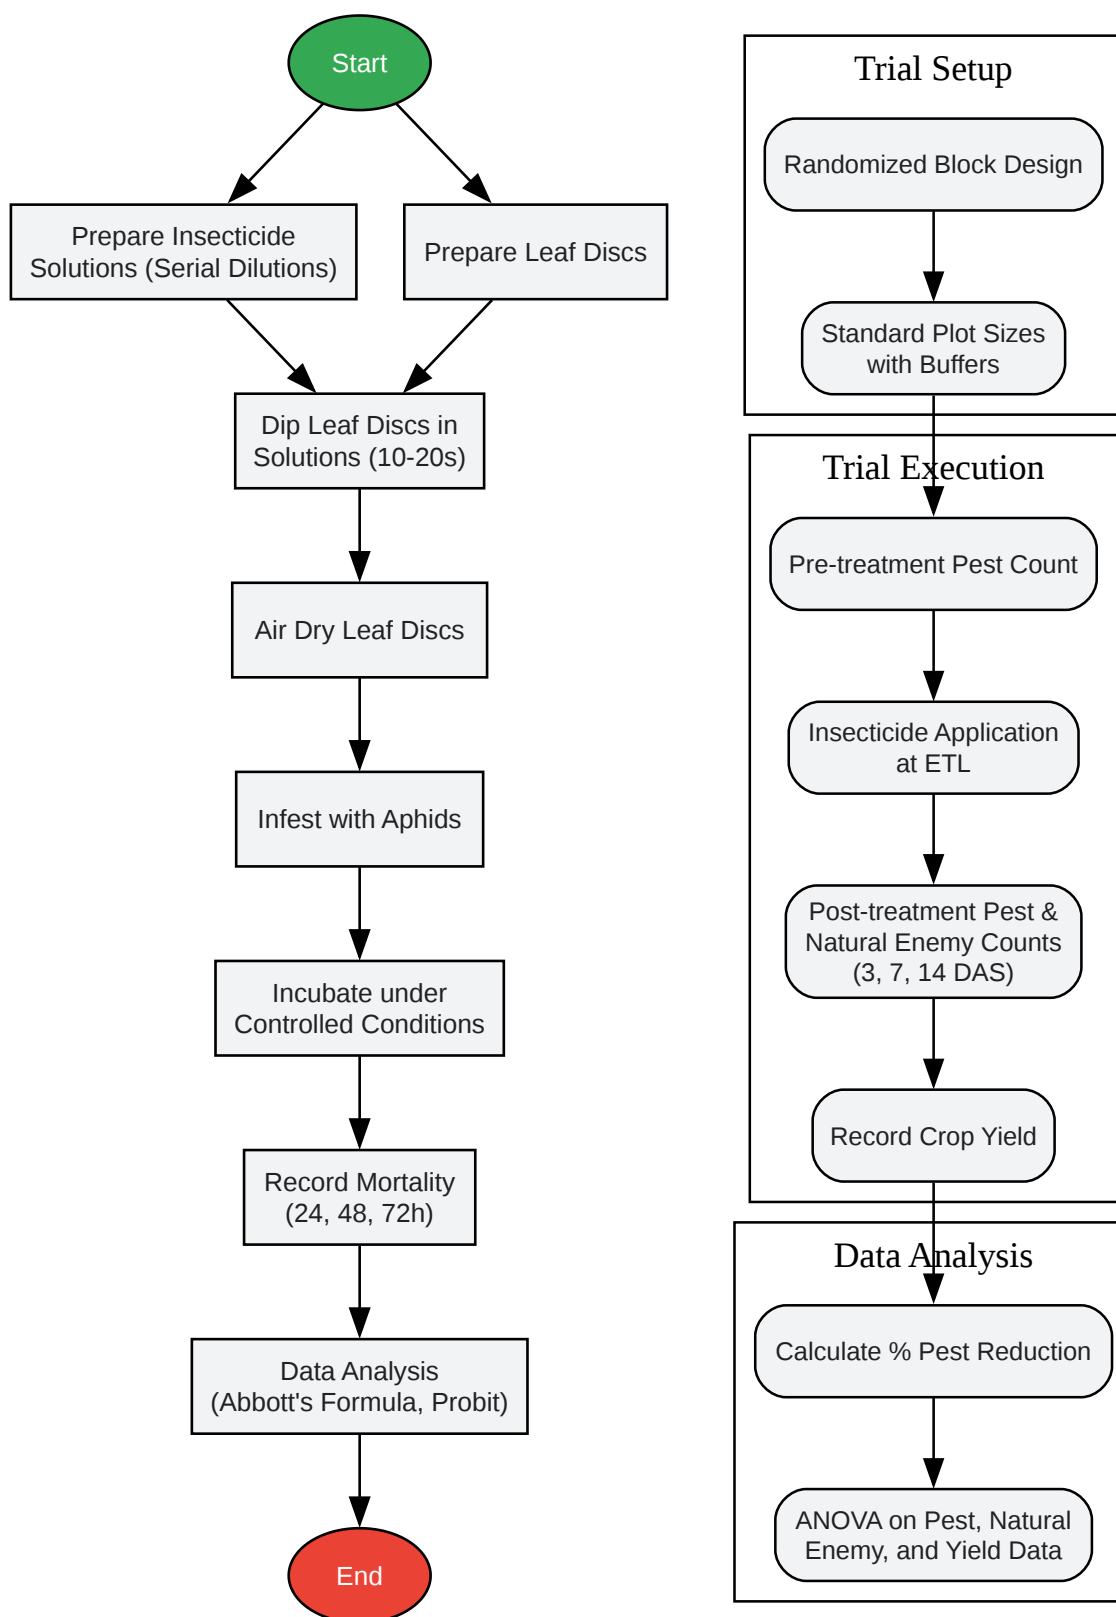 Start
Prepare Insecticide
Solutions (Serial Dilutions)
Prepare Leaf Discs
Dip Leaf Discs in
Solutions (10-20s)
Air Dry Leaf Discs
Infest with Aphids
Incubate under
Controlled Conditions
Record Mortality
(24, 48, 72h)
Data Analysis
(Abbott's Formula, Probit)
End
Trial Setup
Randomized Block Design
Standard Plot Sizes
with Buffers
Trial Execution
Pre-treatment Pest Count
Insecticide Application
at ETL
Post-treatment Pest &
Natural Enemy Counts
(3, 7, 14 DAS)
Record Crop Yield
Data Analysis
Calculate % Pest Reduction
ANOVA on Pest, Natural
Enemy, and Yield Data